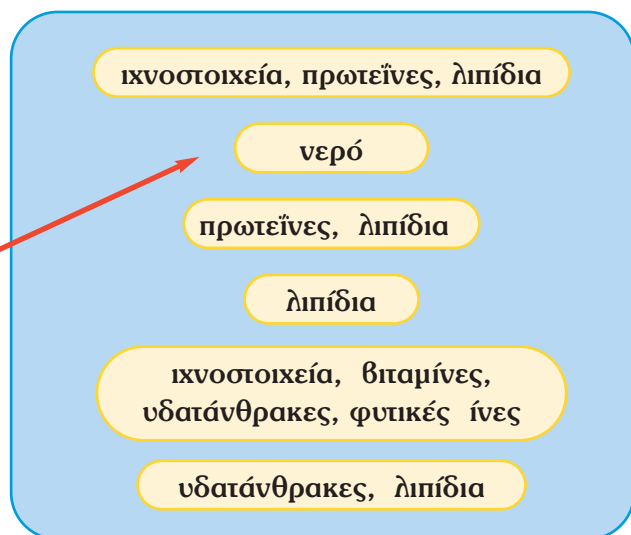 ιχνοστοιχεία, πρωτεΐνες, λιπίδια
νερό
πρωτεΐνες, λιπίδια
λιπίδια
ιχνοστοιχεία, βιταμίνες,
υδατάνθρακες, φυτικές ίνες
υδατάνθρακες, λιπίδια